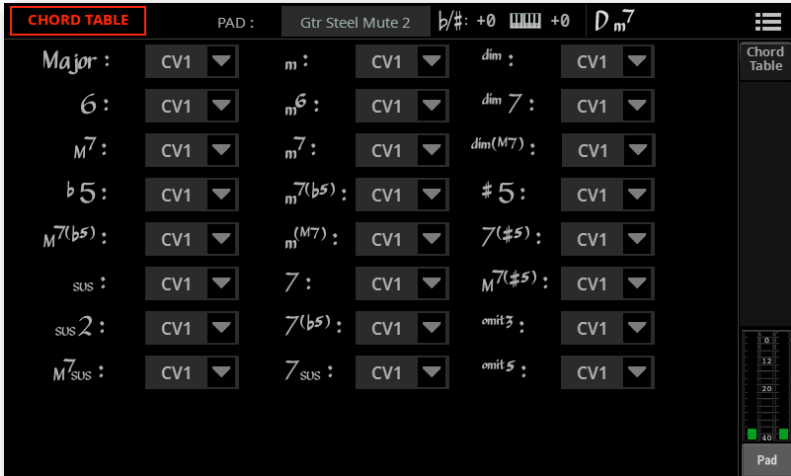 CHORD TABLE PAD : Gtr Steel Mute 2 b/#: +0 +0 D m7
Chord Table
Major : CV1 m : CV1 dim : CV1
6 : CV1 m6 : CV1 dim 7 : CV1
M7 : CV1 m7 : CV1 dim(M7) : CV1
♭5 : CV1 m7(♭5) : CV1 #5 : CV1
M7(♭5) : CV1 m(M7) : CV1 7(#5) : CV1
sus : CV1 7 : CV1 M7(#5) : CV1
sus2 : CV1 7(♭5) : CV1 omit3 : CV1
M7sus : CV1 7sus : CV1 omit5 : CV1
0
12
20
40
Pad